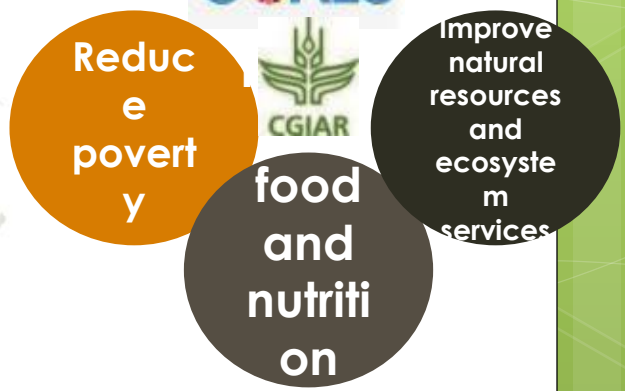 Reduc
e
povert
y
CGIAR
food
and
nutriti
on
Improve
natural
resources
and
ecosyste
m
services